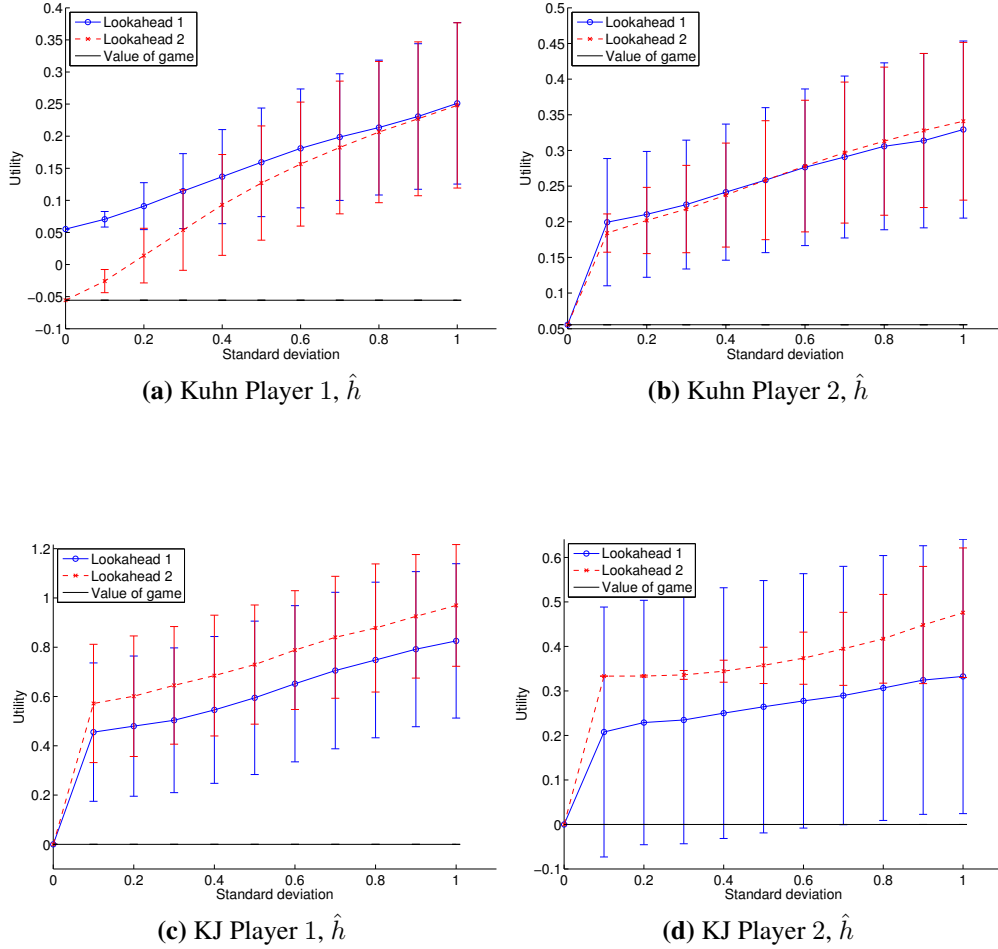 Lookahead 1
Lookahead 2
Value of game
Utility
0.4
0.35
0.3
0.25
0.2
0.15
0.1
0.05
0
−0.05
−0.1
0 0.2 0.4 0.6 0.8 1
Standard deviation
(a) Kuhn Player 1, ĥ
Lookahead 1
Lookahead 2
Value of game
Utility
0.5
0.45
0.4
0.35
0.3
0.25
0.2
0.15
0.1
0.05
0 0.2 0.4 0.6 0.8 1
Standard deviation
(b) Kuhn Player 2, ĥ
Lookahead 1
Lookahead 2
Value of game
Utility
1.2
1
0.8
0.6
0.4
0.2
0
0 0.2 0.4 0.6 0.8 1
Standard deviation
(c) KJ Player 1, ĥ
Lookahead 1
Lookahead 2
Value of game
Utility
0.6
0.5
0.4
0.3
0.2
0.1
0
−0.1
0 0.2 0.4 0.6 0.8 1
Standard deviation
(d) KJ Player 2, ĥ